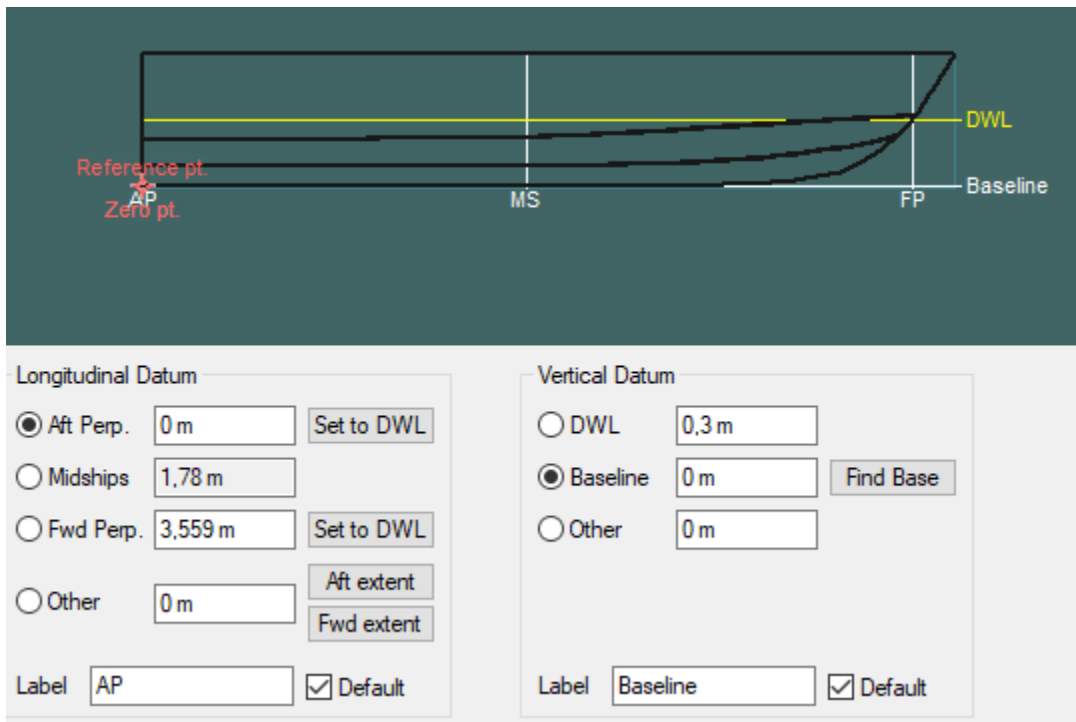 DWL
Reference pt.
Baseline
AP
MS
FP
Zero pt.
Longitudinal Datum
Aft Perp.
0 m
Set to DWL
Midships
1,78 m
Fwd Perp.
3,559 m
Set to DWL
Other
0 m
Aft extent
Fwd extent
Label
AP
Default
Vertical Datum
DWL
0,3 m
Baseline
0 m
Find Base
Other
0 m
Label
Baseline
Default